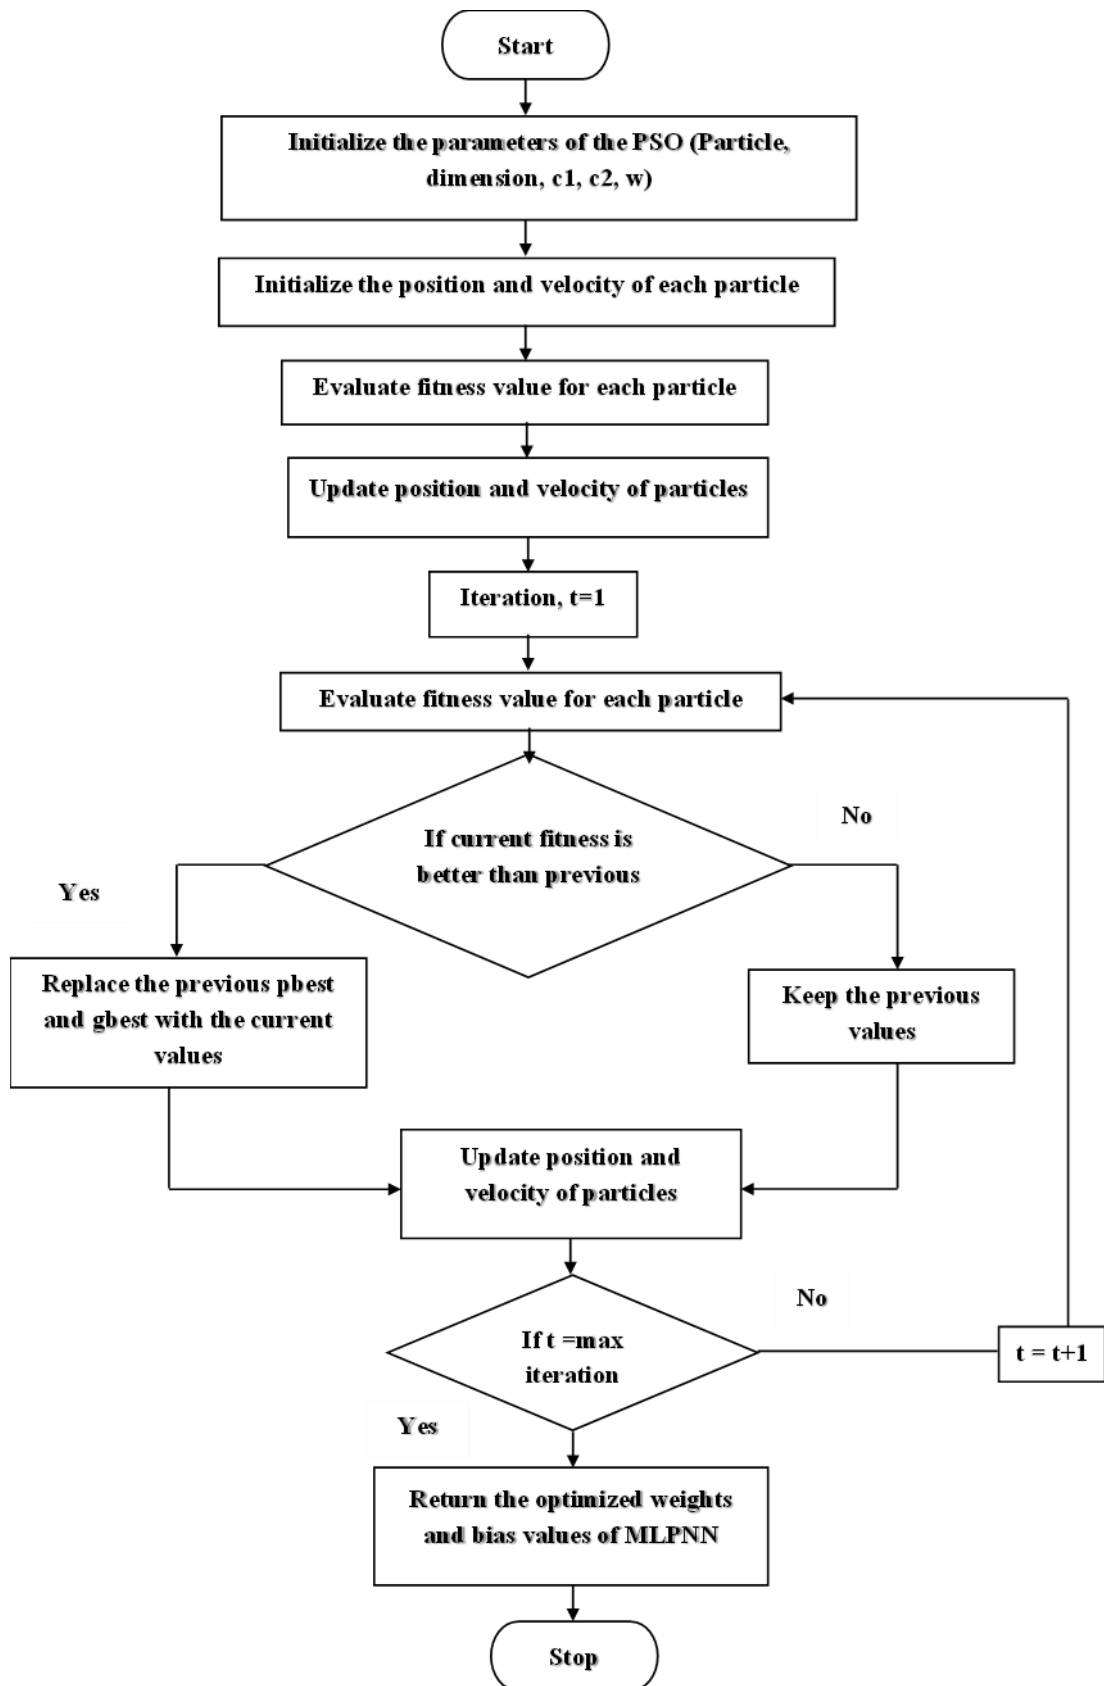 Start
Initialize the parameters of the PSO (Particle,
dimension, c1, c2, w)
Initialize the position and velocity of each particle
Evaluate fitness value for each particle
Update position and velocity of particles
Iteration, t=1
Evaluate fitness value for each particle
If current fitness is
better than previous
No
Yes
Replace the previous pbest
and gbest with the current
values
Keep the previous
values
Update position and
velocity of particles
If t =max
iteration
No
t = t+1
Yes
Return the optimized weights
and bias values of MLPNN
Stop